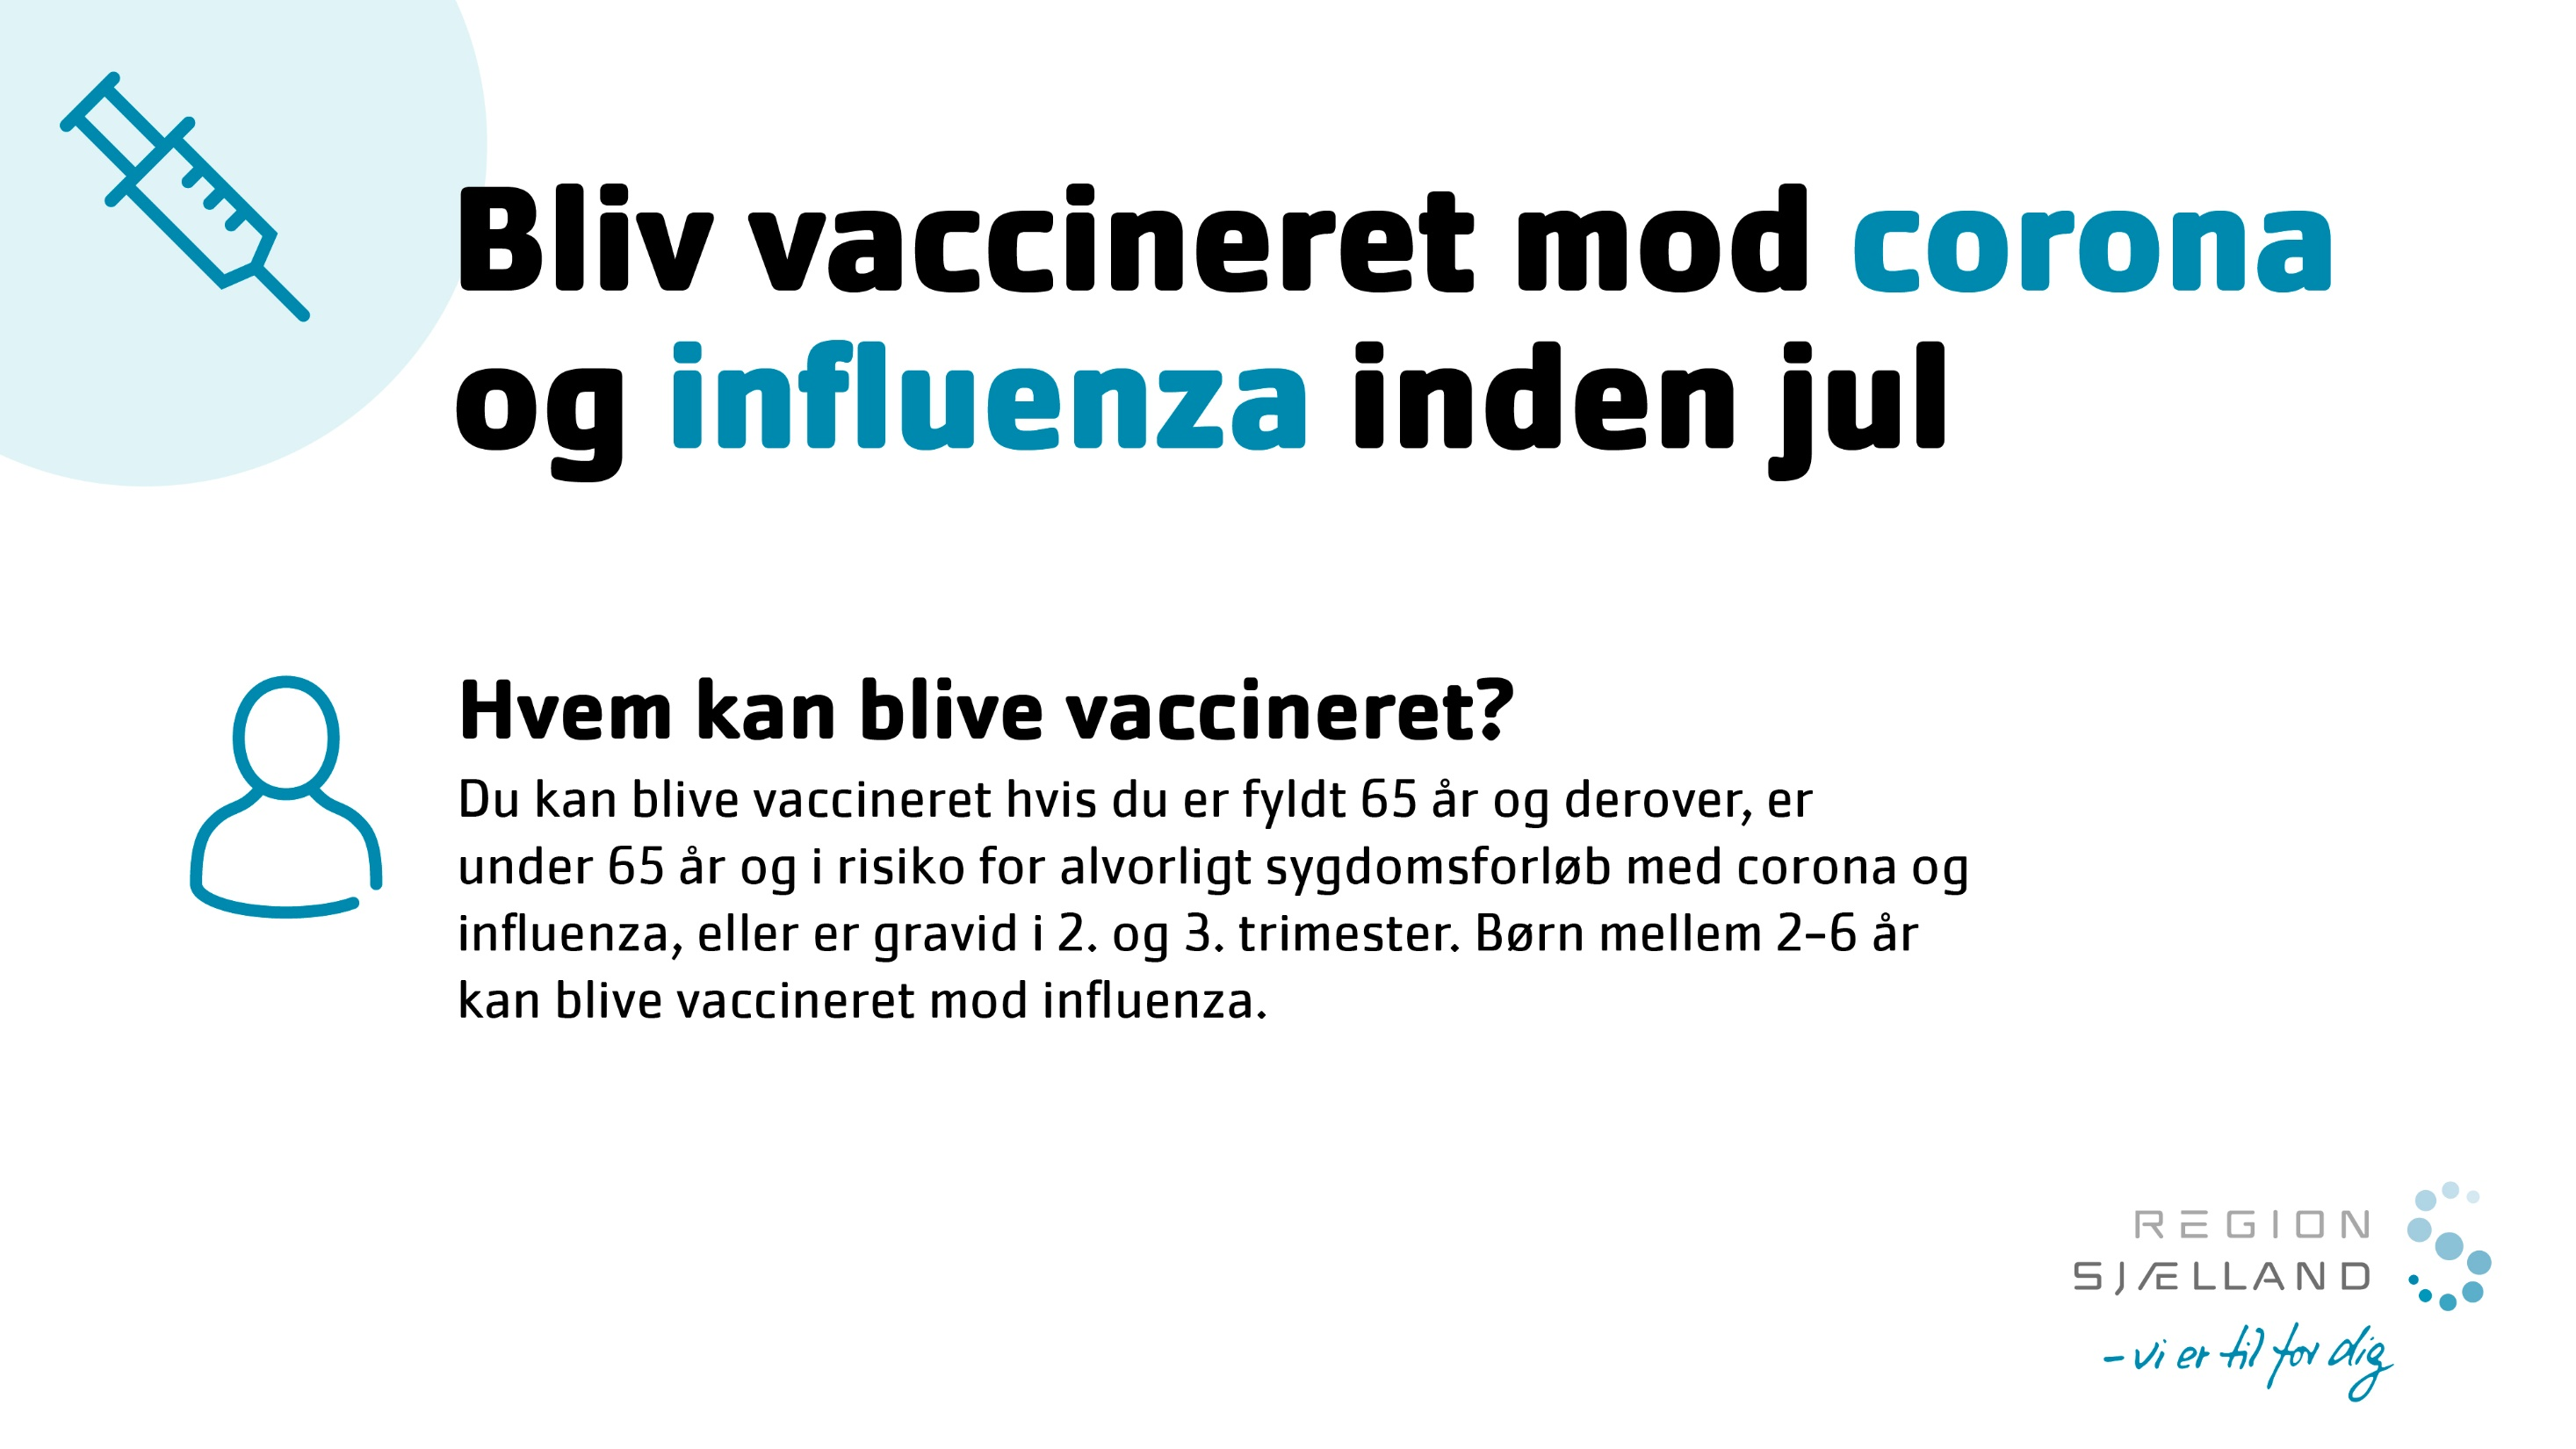 Bliv vaccineret mod corona
og influenza inden jul
Hvem kan blive vaccineret?
Du kan blive vaccineret hvis du er fyldt 65 år og derover, er
under 65 år og i risiko for alvorligt sygdomsforløb med corona og
influenza, eller er gravid i 2. og 3. trimester. Børn mellem 2-6 år
kan blive vaccineret mod influenza.
REGION
SJÆLLAND
- vi er til for dig